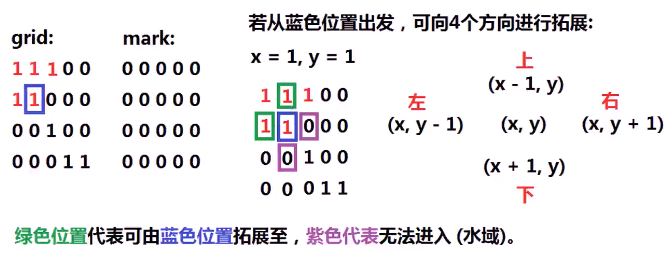 若从蓝色位置出发，可向4个方向进行拓展:
grid:
mark:
1 1 1 0 0
0 0 0 0 0
1 1 0 0 0
0 0 0 0 0
0 0 1 0 0
0 0 0 0 0
0 0 0 1 1
0 0 0 0 0
x = 1, y = 1
1 1 1 0 0
1 1 0 0 0
0 0 1 0 0
0 0 0 1 1
上
(x - 1, y)
左
右
(x, y - 1)
(x, y)
(x, y + 1)
(x + 1, y)
下
绿色位置代表可由蓝色位置拓展至，紫色代表无法进入 (水域)。